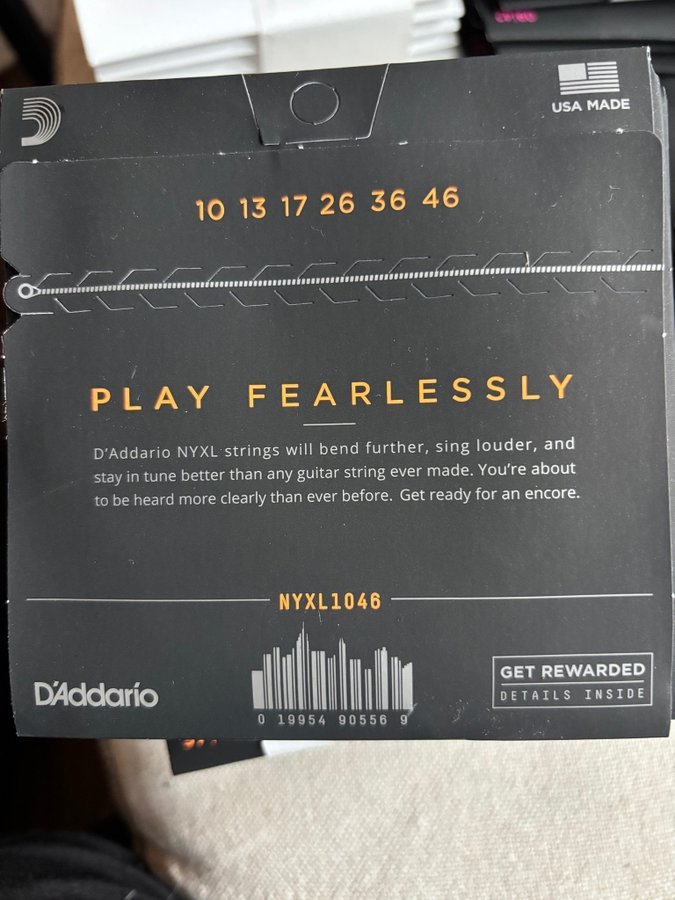 USA MADE
10 13 17 26 36 46
PLAY FEARLESSLY
D'Addario NYXL strings will bend further, sing louder, and
stay in tune better than any guitar string ever made. You're about
to be heard more clearly than ever before. Get ready for an encore.
NYXL1046
D'Addario
0 19954 90556 9
GET REWARDED
DETAILS INSIDE